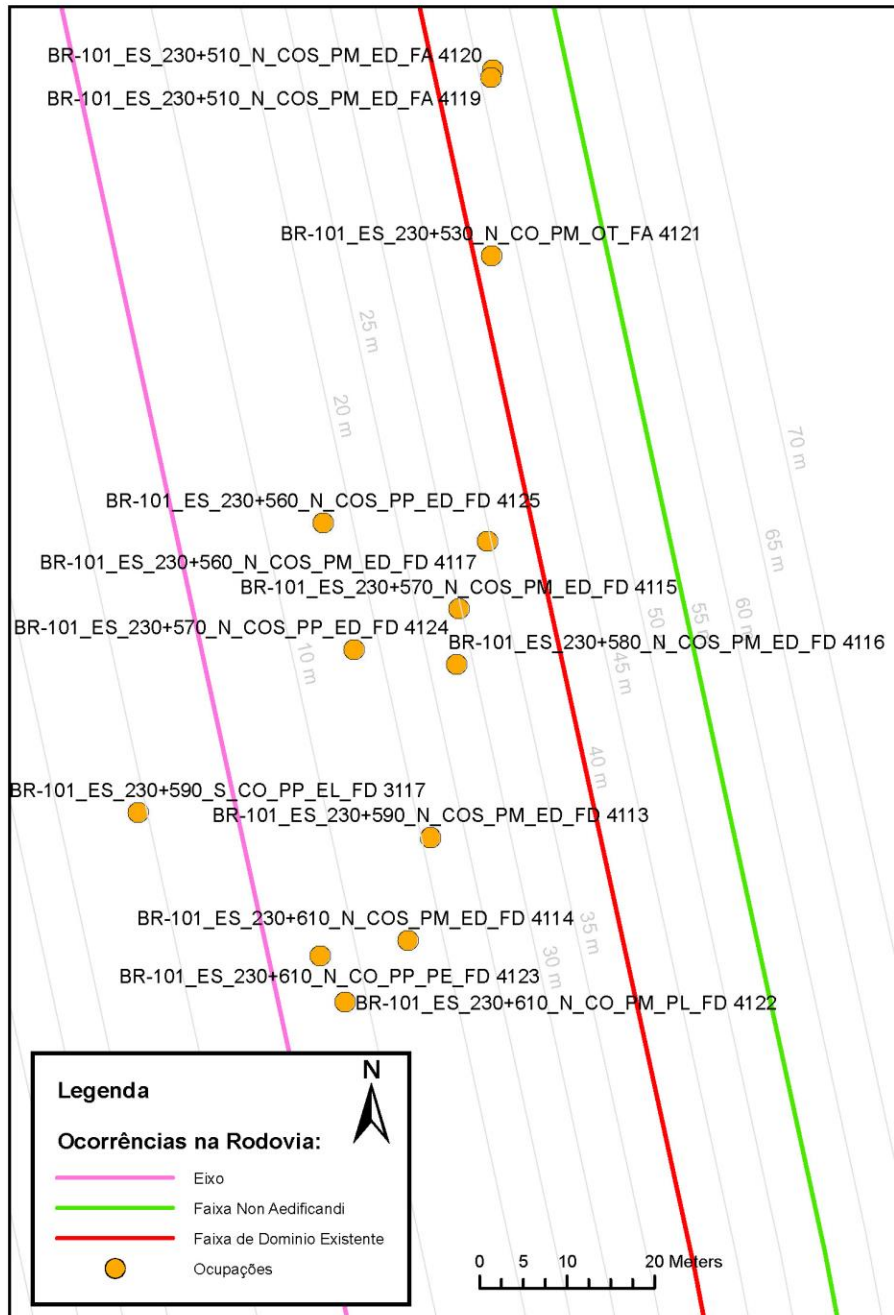 BR-101_ES_230+510_N_COS_PM_ED_FA 4120
BR-101_ES_230+510_N_COS_PM_ED_FA 4119
BR-101_ES_230+530_N_CO_PM_OT_FA 4121
25 m
20 m
70 m
BR-101_ES_230+560_N_COS_PP_ED_FD 4125
65 m
BR-101_ES_230+560_N_COS_PM_ED_FD 4117
BR-101_ES_230+570_N_COS_PM_ED_FD 4115
60 m
55 m
50 m
BR-101_ES_230+570_N_COS_PP_ED_FD 4124
BR-101_ES_230+580_N_COS_PM_ED_FD 4116
10 m
45 m
40 m
BR-101_ES_230+590_S_CO_PP_EL_FD 3117
BR-101_ES_230+590_N_COS_PM_ED_FD 4113
BR-101_ES_230+610_N_COS_PM_ED_FD 4114
35 m
30 m
BR-101_ES_230+610_N_CO_PP_PE_FD 4123
BR-101_ES_230+610_N_CO_PM_PL_FD 4122
N
Legenda
Ocorrências na Rodovia:
Eixo
Faixa Non Aedificandi
Faixa de Dominio Existente
Ocupações
0 5 10 20 Meters